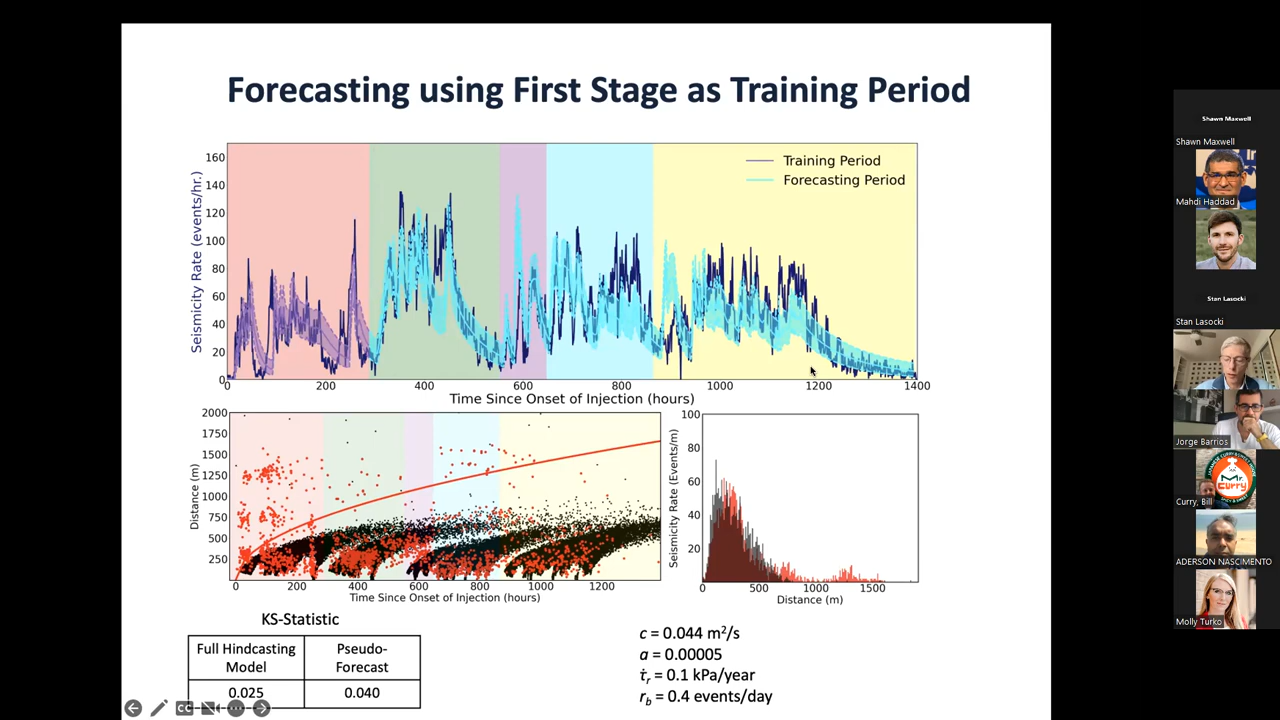 Forecasting using First Stage as Training Period
160
140
120
100
80
60
40
20
0
Seismicity Rate (events/hr.)
Training Period
Forecasting Period
0 200 400 600 800 1000 1200 1400
Time Since Onset of Injection (hours)
2000
1750
1500
1250
1000
750
500
250
Distance (m)
0 200 400 600 800 1000 1200
Time Since Onset of Injection (hours)
100
80
60
40
20
Seismicity Rate (Events/m)
0 500 1000 1500
Distance (m)
KS-Statistic
Full Hindcasting Model
Pseudo-Forecast
0.025
0.040
c = 0.044 m²/s
a = 0.00005
τ̇r = 0.1 kPa/year
rb = 0.4 events/day
CC
Shawn Maxwell
Shawn Maxwell
Mahdi Haddad
Stan Lasocki
Stan Lasocki
Jorge Barrios
Mr. Curry
Curry, Bill
ADERSON NASCIMENTO
Molly Turko